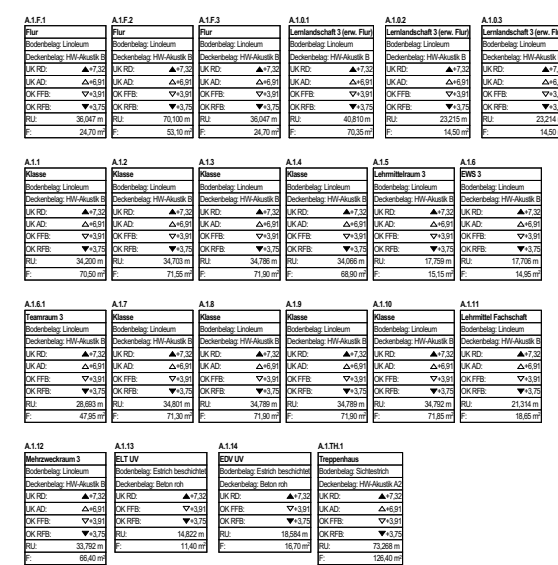 A.1.F.1 A.1.F.2 A.1.F.3 A.1.0.1 A.1.0.2 A.1.0.3
Flur Flur Flur Lernlandschaft 3 (erw. Flur) Lernlandschaft 3 (erw. Flur) Lernlandschaft 3 (erw. Flu
Bodenbelag: Linoleum Bodenbelag: Linoleum Bodenbelag: Linoleum Bodenbelag: Linoleum Bodenbelag: Linoleum Bodenbelag: Linoleum
Deckenbelag: HW-Akustik B Deckenbelag: HW-Akustik B Deckenbelag: HW-Akustik B Deckenbelag: HW-Akustik B Deckenbelag: HW-Akustik B Deckenbelag: HW-Akustik
UK RD: ▲+7,32 UK RD: ▲+7,32 UK RD: ▲+7,32 UK RD: ▲+7,32 UK RD: ▲+7,32 UK RD: ▲+7,
UK AD: △+6,91 UK AD: △+6,91 UK AD: △+6,91 UK AD: △+6,91 UK AD: △+6,91 UK AD: △+6,
OK FFB: ▽+3,91 OK FFB: ▽+3,91 OK FFB: ▽+3,91 OK FFB: ▽+3,91 OK FFB: ▽+3,91 OK FFB: ▽+3,
OK RFB: ▼+3,75 OK RFB: ▼+3,75 OK RFB: ▼+3,75 OK RFB: ▼+3,75 OK RFB: ▼+3,75 OK RFB: ▼+3,
RU: 36,047 m RU: 70,100 m RU: 36,047 m RU: 40,810 m RU: 23,215 m RU: 23,214
F: 24,70 m² F: 53,10 m² F: 24,70 m² F: 70,35 m² F: 14,50 m² F: 14,50
A.1.1 A.1.2 A.1.3 A.1.4 A.1.5 A.1.6
Klasse Klasse Klasse Klasse Lehrmittelraum 3 EWS 3
Bodenbelag: Linoleum Bodenbelag: Linoleum Bodenbelag: Linoleum Bodenbelag: Linoleum Bodenbelag: Linoleum Bodenbelag: Linoleum
Deckenbelag: HW-Akustik B Deckenbelag: HW-Akustik B Deckenbelag: HW-Akustik B Deckenbelag: HW-Akustik B Deckenbelag: HW-Akustik B Deckenbelag: HW-Akustik B
UK RD: ▲+7,32 UK RD: ▲+7,32 UK RD: ▲+7,32 UK RD: ▲+7,32 UK RD: ▲+7,32 UK RD: ▲+7,32
UK AD: △+6,91 UK AD: △+6,91 UK AD: △+6,91 UK AD: △+6,91 UK AD: △+6,91 UK AD: △+6,91
OK FFB: ▽+3,91 OK FFB: ▽+3,91 OK FFB: ▽+3,91 OK FFB: ▽+3,91 OK FFB: ▽+3,91 OK FFB: ▽+3,91
OK RFB: ▼+3,75 OK RFB: ▼+3,75 OK RFB: ▼+3,75 OK RFB: ▼+3,75 OK RFB: ▼+3,75 OK RFB: ▼+3,75
RU: 34,200 m RU: 34,703 m RU: 34,786 m RU: 34,066 m RU: 17,759 m RU: 17,706 m
F: 70,50 m² F: 71,55 m² F: 71,90 m² F: 68,90 m² F: 15,15 m² F: 14,95 m²
A.1.6.1 A.1.7 A.1.8 A.1.9 A.1.10 A.1.11
Teamraum 3 Klasse Klasse Klasse Klasse Lehrmittel Fachschaft
Bodenbelag: Linoleum Bodenbelag: Linoleum Bodenbelag: Linoleum Bodenbelag: Linoleum Bodenbelag: Linoleum Bodenbelag: Linoleum
Deckenbelag: HW-Akustik B Deckenbelag: HW-Akustik B Deckenbelag: HW-Akustik B Deckenbelag: HW-Akustik B Deckenbelag: HW-Akustik B Deckenbelag: HW-Akustik B
UK RD: ▲+7,32 UK RD: ▲+7,32 UK RD: ▲+7,32 UK RD: ▲+7,32 UK RD: ▲+7,32 UK RD: ▲+7,32
UK AD: △+6,91 UK AD: △+6,91 UK AD: △+6,91 UK AD: △+6,91 UK AD: △+6,91 UK AD: △+6,91
OK FFB: ▽+3,91 OK FFB: ▽+3,91 OK FFB: ▽+3,91 OK FFB: ▽+3,91 OK FFB: ▽+3,91 OK FFB: ▽+3,91
OK RFB: ▼+3,75 OK RFB: ▼+3,75 OK RFB: ▼+3,75 OK RFB: ▼+3,75 OK RFB: ▼+3,75 OK RFB: ▼+3,75
RU: 28,693 m RU: 34,801 m RU: 34,789 m RU: 34,789 m RU: 34,792 m RU: 21,314 m
F: 47,95 m² F: 71,30 m² F: 71,90 m² F: 71,90 m² F: 71,85 m² F: 18,65 m²
A.1.12 A.1.13 A.1.14 A.1.TH.1
Mehrzweckraum 3 ELT UV EDV UV Treppenhaus
Bodenbelag: Linoleum Bodenbelag: Estrich beschichtet Bodenbelag: Estrich beschichtet Bodenbelag: Sichtestrich
Deckenbelag: HW-Akustik B Deckenbelag: Beton roh Deckenbelag: Beton roh Deckenbelag: HW-Akustik A2
UK RD: ▲+7,32 UK RD: ▲+7,32 UK RD: ▲+7,32 UK RD: ▲+7,32
UK AD: △+6,91 OK FFB: ▽+3,91 OK FFB: ▽+3,91 UK AD: △+6,91
OK FFB: ▽+3,91 OK RFB: ▼+3,75 OK RFB: ▼+3,75 OK FFB: ▽+3,91
OK RFB: ▼+3,75 RU: 14,822 m RU: 18,584 m OK RFB: ▼+3,75
RU: 33,792 m F: 11,40 m² F: 16,70 m² RU: 73,268 m
F: 66,40 m² F: 126,40 m²